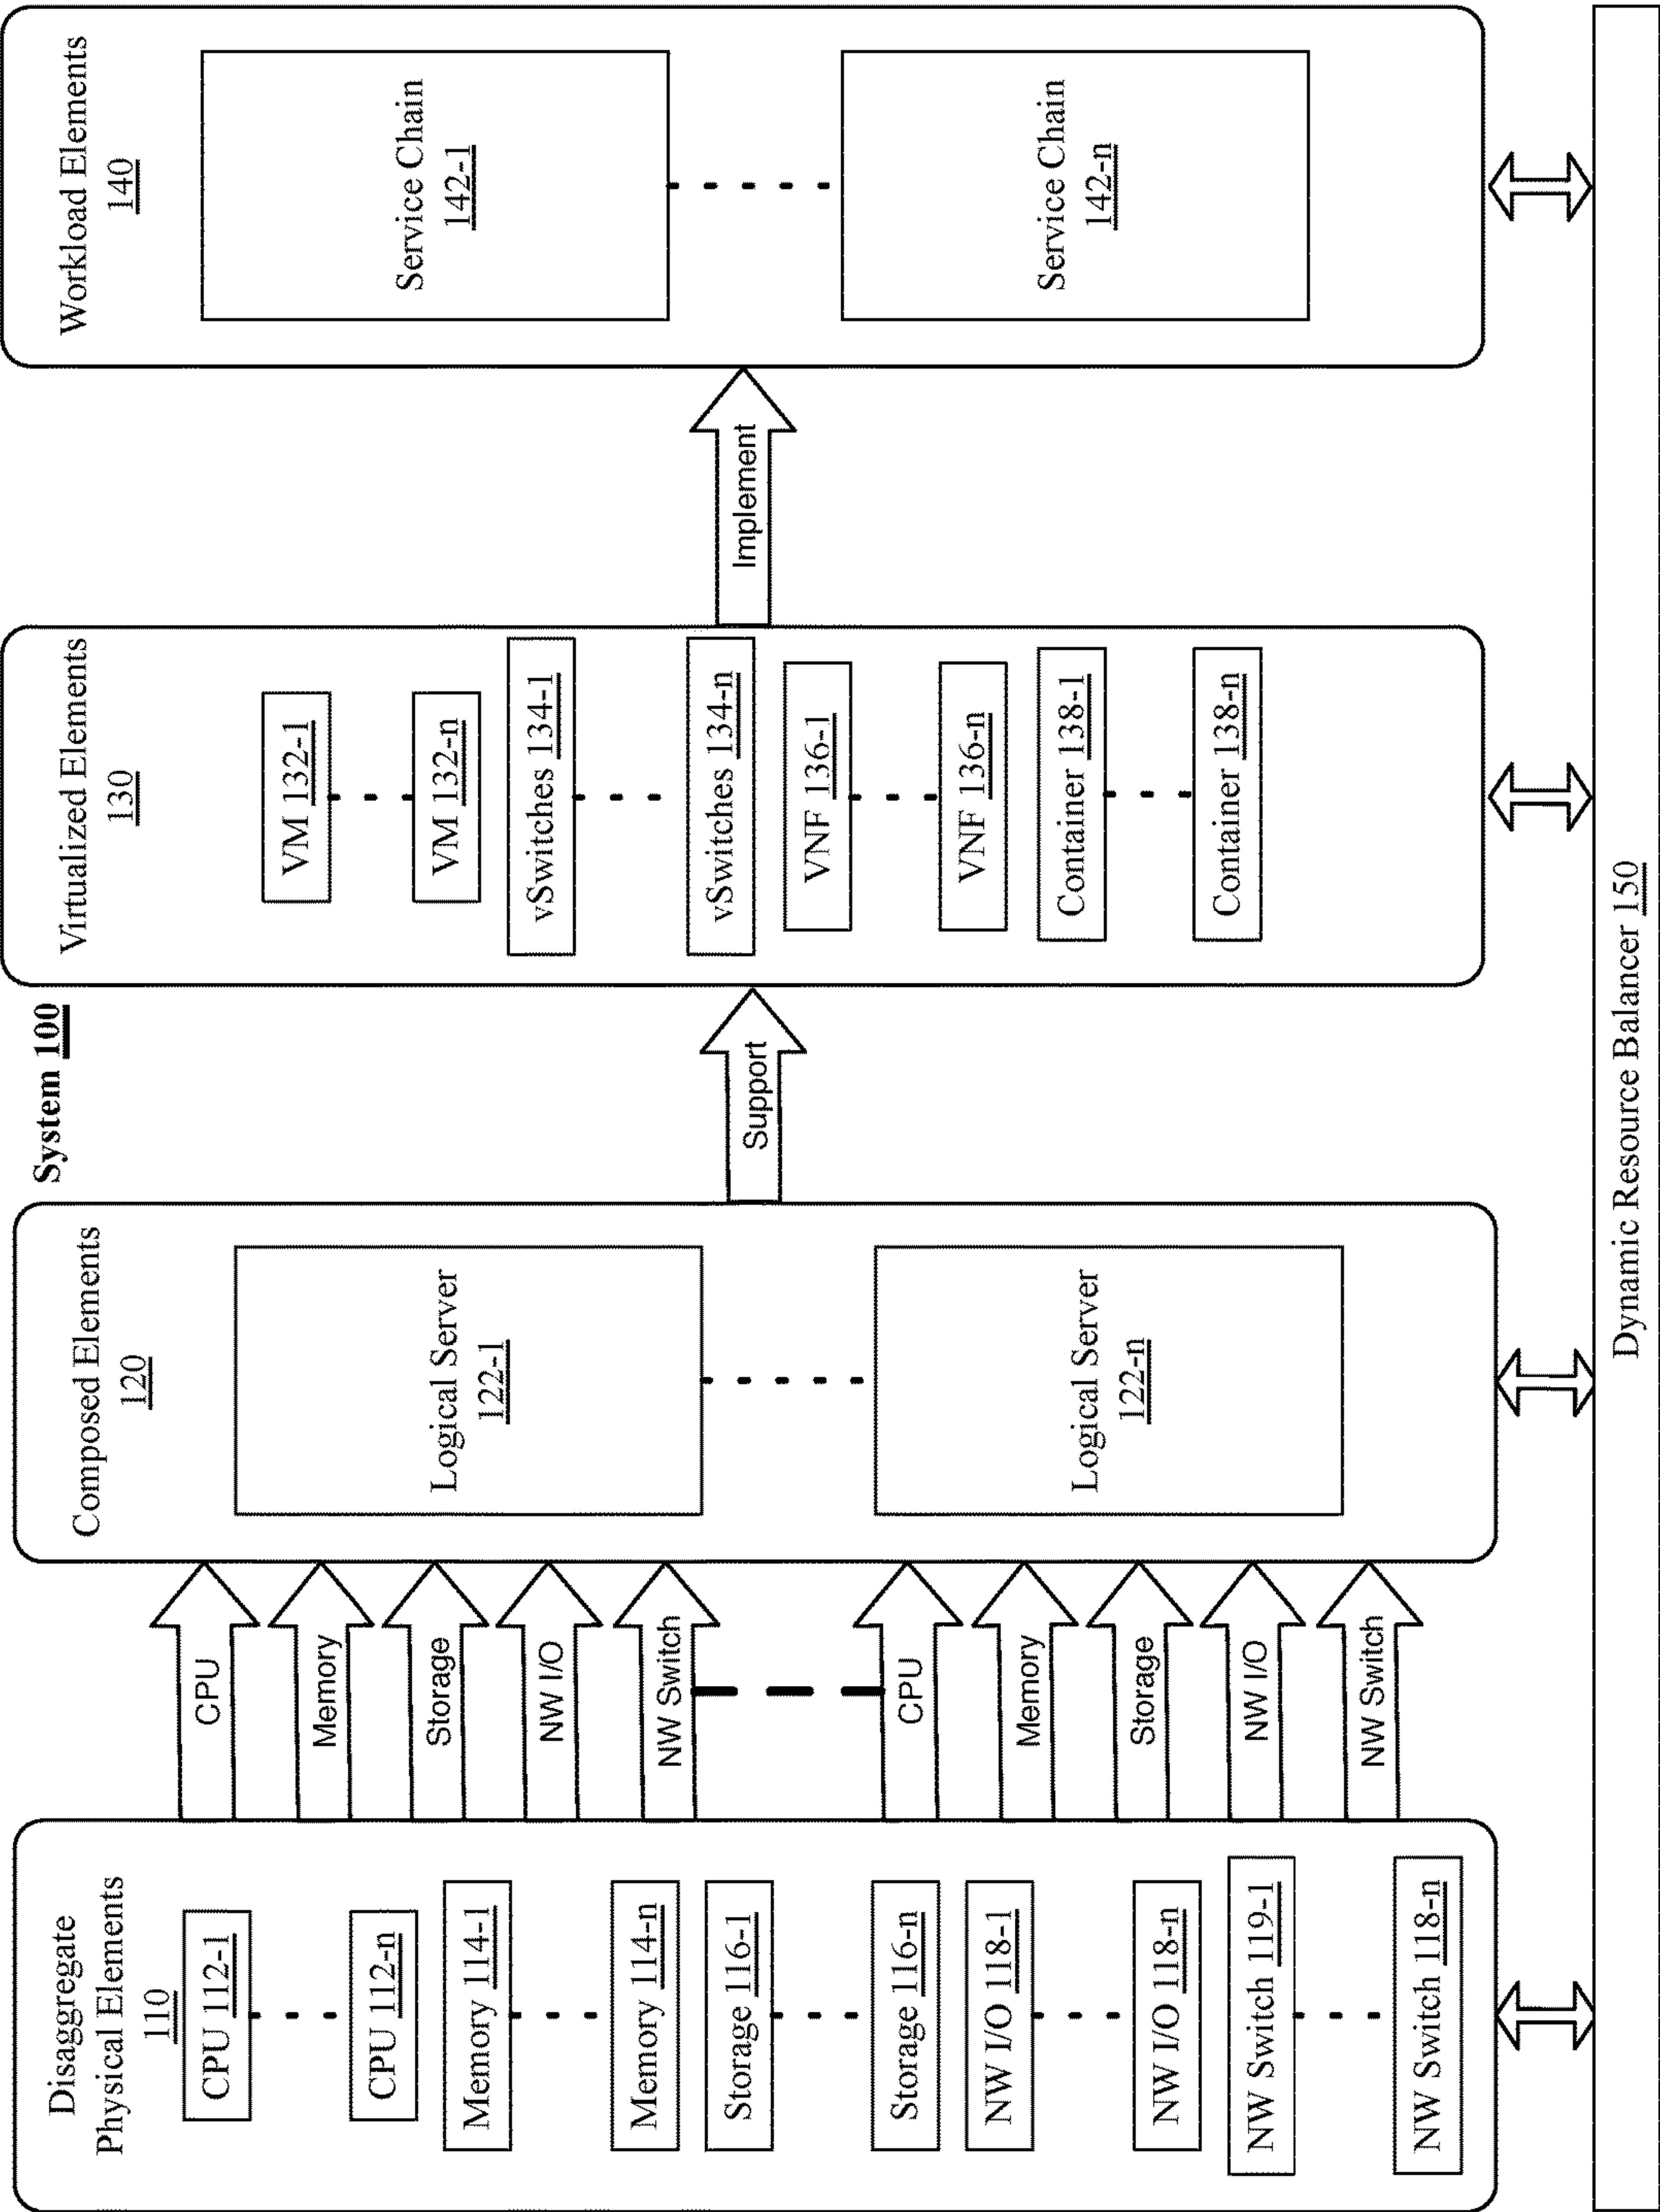 System 100
Disaggregate
Physical Elements
110
CPU 112-1
CPU 112-n
Memory 114-1
Memory 114-n
Storage 116-1
Storage 116-n
NW I/O 118-1
NW I/O 118-n
NW Switch 119-1
NW Switch 118-n
CPU
Memory
Storage
NW I/O
NW Switch
CPU
Memory
Storage
NW I/O
NW Switch
Composed Elements
120
Logical Server
122-1
Logical Server
122-n
Support
Virtualized Elements
130
VM 132-1
VM 132-n
vSwitches 134-1
vSwitches 134-n
VNF 136-1
VNF 136-n
Container 138-1
Container 138-n
Implement
Workload Elements
140
Service Chain
142-1
Service Chain
142-n
Dynamic Resource Balancer 150